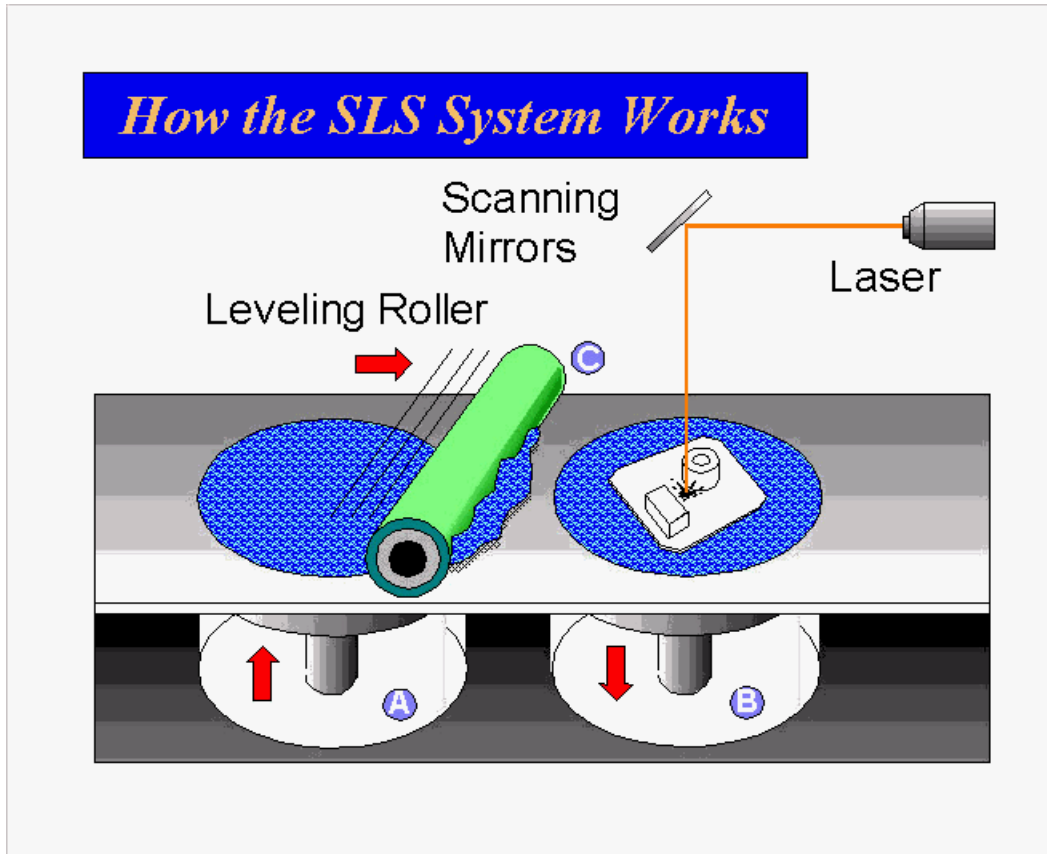 How the SLS System Works
Scanning
Mirrors
Laser
Leveling Roller
C
A
B